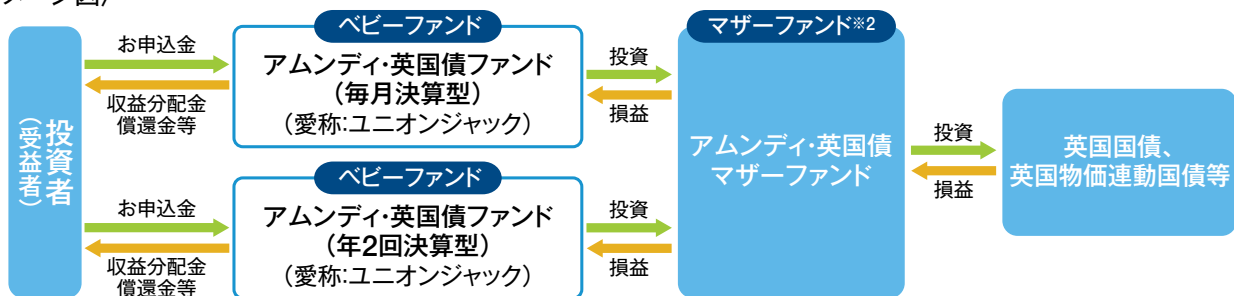 メージ図)
投資者
(受益者)
お申込金
収益分配金
償還金等
ベビーファンド
アムンディ・英国債ファンド
(毎月決算型)
(愛称:ユニオンジャック)
投資
損益
お申込金
収益分配金
償還金等
ベビーファンド
アムンディ・英国債ファンド
(年2回決算型)
(愛称:ユニオンジャック)
投資
損益
マザーファンド※2
アムンディ・英国債
マザーファンド
投資
損益
英国国債、
英国物価連動国債等